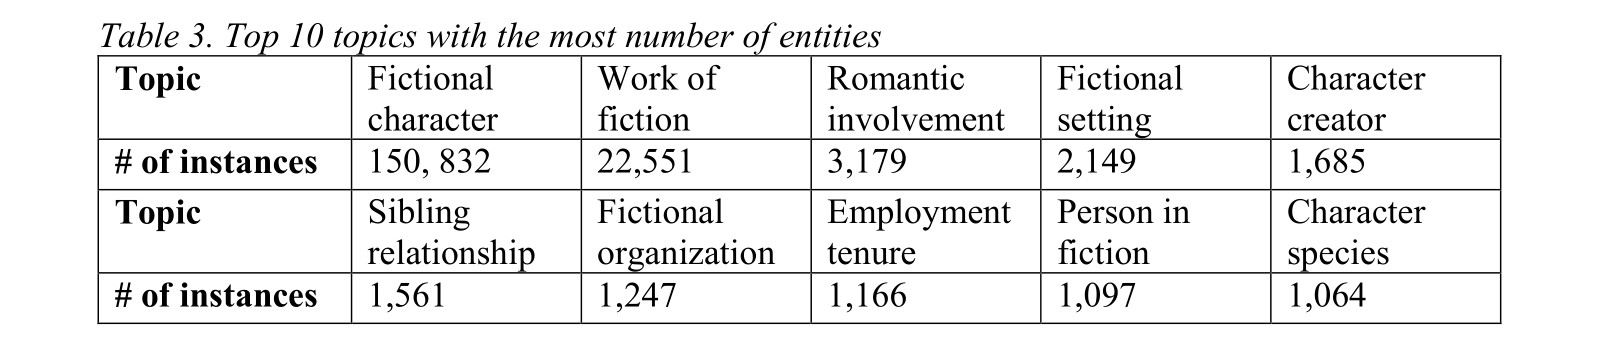 Table 3. Top 10 topics with the most number of entities
Topic Fictional character Work of fiction Romantic involvement Fictional setting Character creator
# of instances 150, 832 22,551 3,179 2,149 1,685
Topic Sibling relationship Fictional organization Employment tenure Person in fiction Character species
# of instances 1,561 1,247 1,166 1,097 1,064